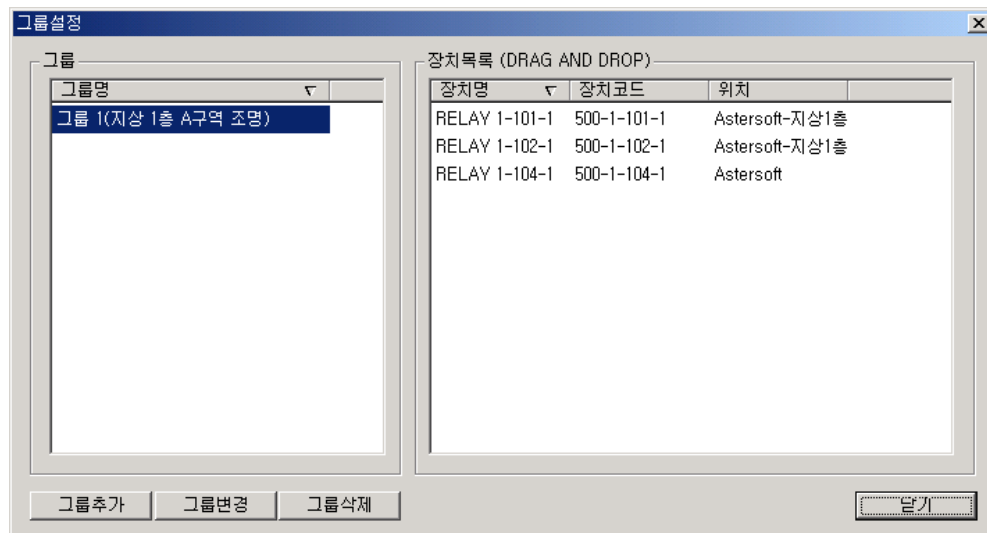 그룹설정
그룹
그룹명
그룹 1(지상 1층 A구역 조명)
장치목록 (DRAG AND DROP)
장치명 장치코드 위치
RELAY 1-101-1 500-1-101-1 Astersoft-지상1층
RELAY 1-102-1 500-1-102-1 Astersoft-지상1층
RELAY 1-104-1 500-1-104-1 Astersoft
그룹추가 그룹변경 그룹삭제 닫기